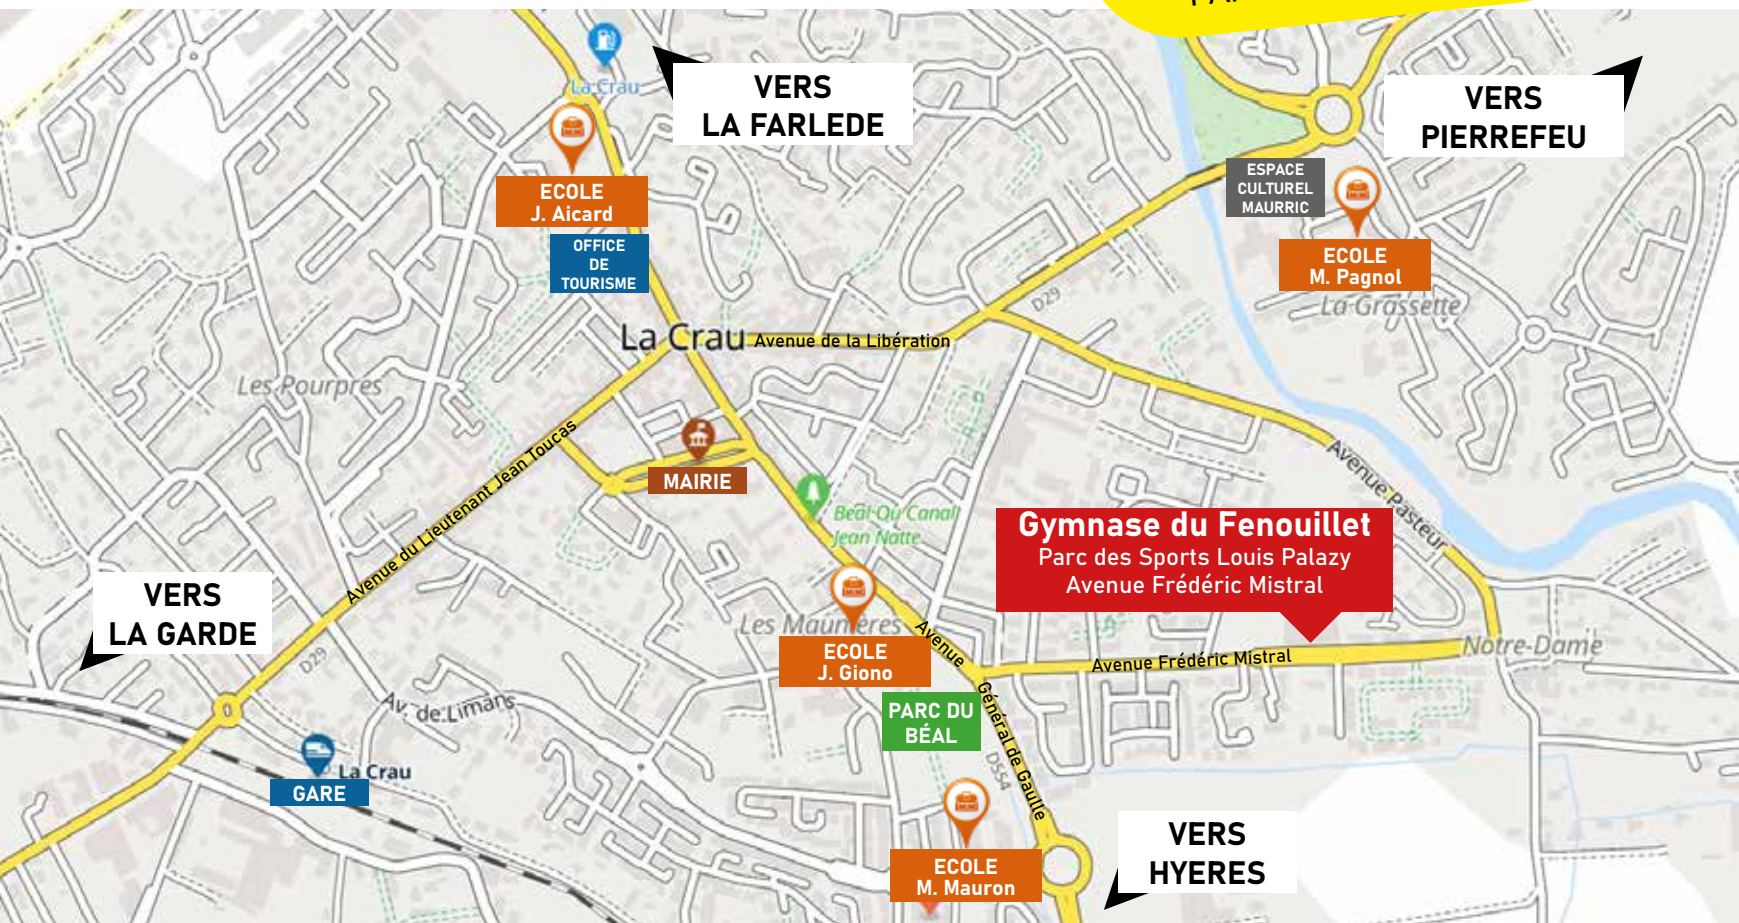 La Crau
VERS
LA FARLEDE
VERS
PIERREFEU
ECOLE
J. Aicard
ESPACE
CULTUREL
MAURRIC
OFFICE
DE
TOURISME
ECOLE
M. Pagnol
La Grassette
D29
La Crau
Avenue de la Libération
Les Pourpres
Avenue du Lieutenant Jean Toucas
MAIRIE
Béal Ou Canal
Jean Natte
Avenue Pasteur
Gymnase du Fenouillet
Parc des Sports Louis Palazy
Avenue Frédéric Mistral
VERS
LA GARDE
Les Maunières
ECOLE
J. Giono
Avenue Général de Gaulle
Avenue Frédéric Mistral
Notre-Dame
D29
Av. de Limans
PARC DU
BÉAL
D554
La Crau
GARE
ECOLE
M. Mauron
VERS
HYERES